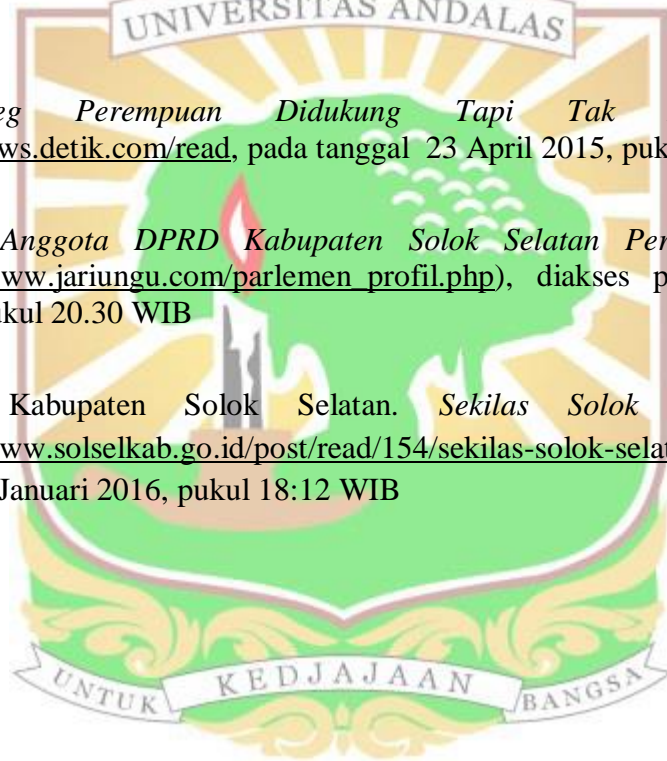 UNIVERSITAS ANDALAS
eg Perempuan Didukung Tapi Tak
ws.detik.com/read, pada tanggal 23 April 2015, puk
Anggota DPRD Kabupaten Solok Selatan Per
ww.jariungu.com/parlemen_profil.php), diakses p
ukul 20.30 WIB
Kabupaten Solok Selatan. Sekilas Solok
ww.solselkab.go.id/post/read/154/sekilas-solok-selat
Januari 2016, pukul 18:12 WIB
UNTUK KEDJAJAAN BANGSA